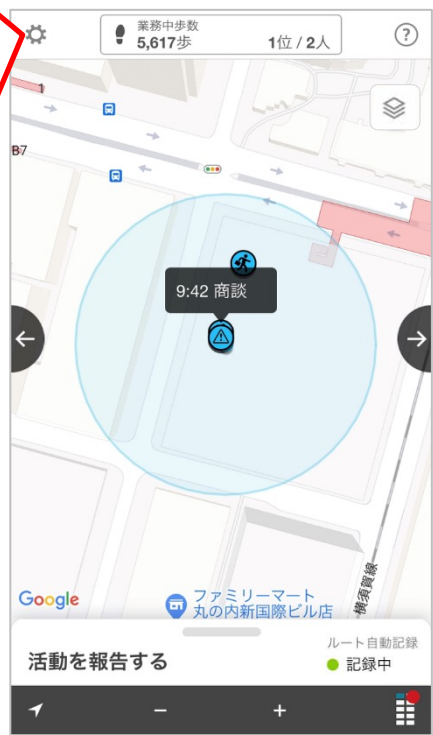 業務中歩数
5,617歩
1位 / 2人
?
B7
9:42 商談
Google
ファミリーマート
丸の内新国際ビル店
横須賀線
ルート自動記録
活動を報告する
記録中